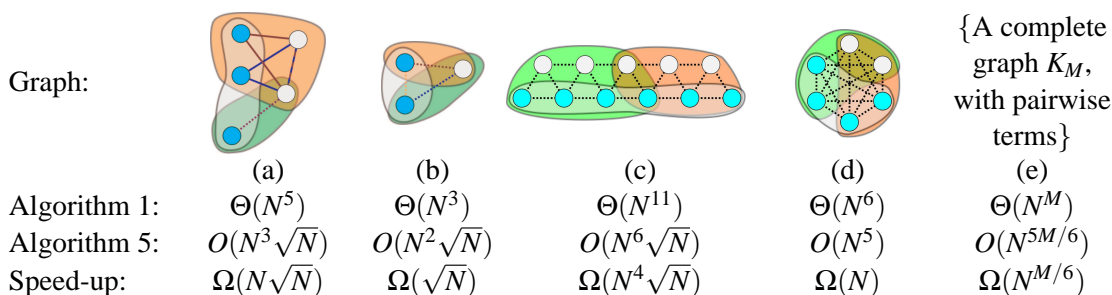 {A complete
graph K_M,
with pairwise
terms}
Graph:
(a) (b) (c) (d) (e)
Algorithm 1: Θ(N^5) Θ(N^3) Θ(N^11) Θ(N^6) Θ(N^M)
Algorithm 5: O(N^3√N) O(N^2√N) O(N^6√N) O(N^5) O(N^{5M/6})
Speed-up: Ω(N√N) Ω(√N) Ω(N^4√N) Ω(N) Ω(N^{M/6})